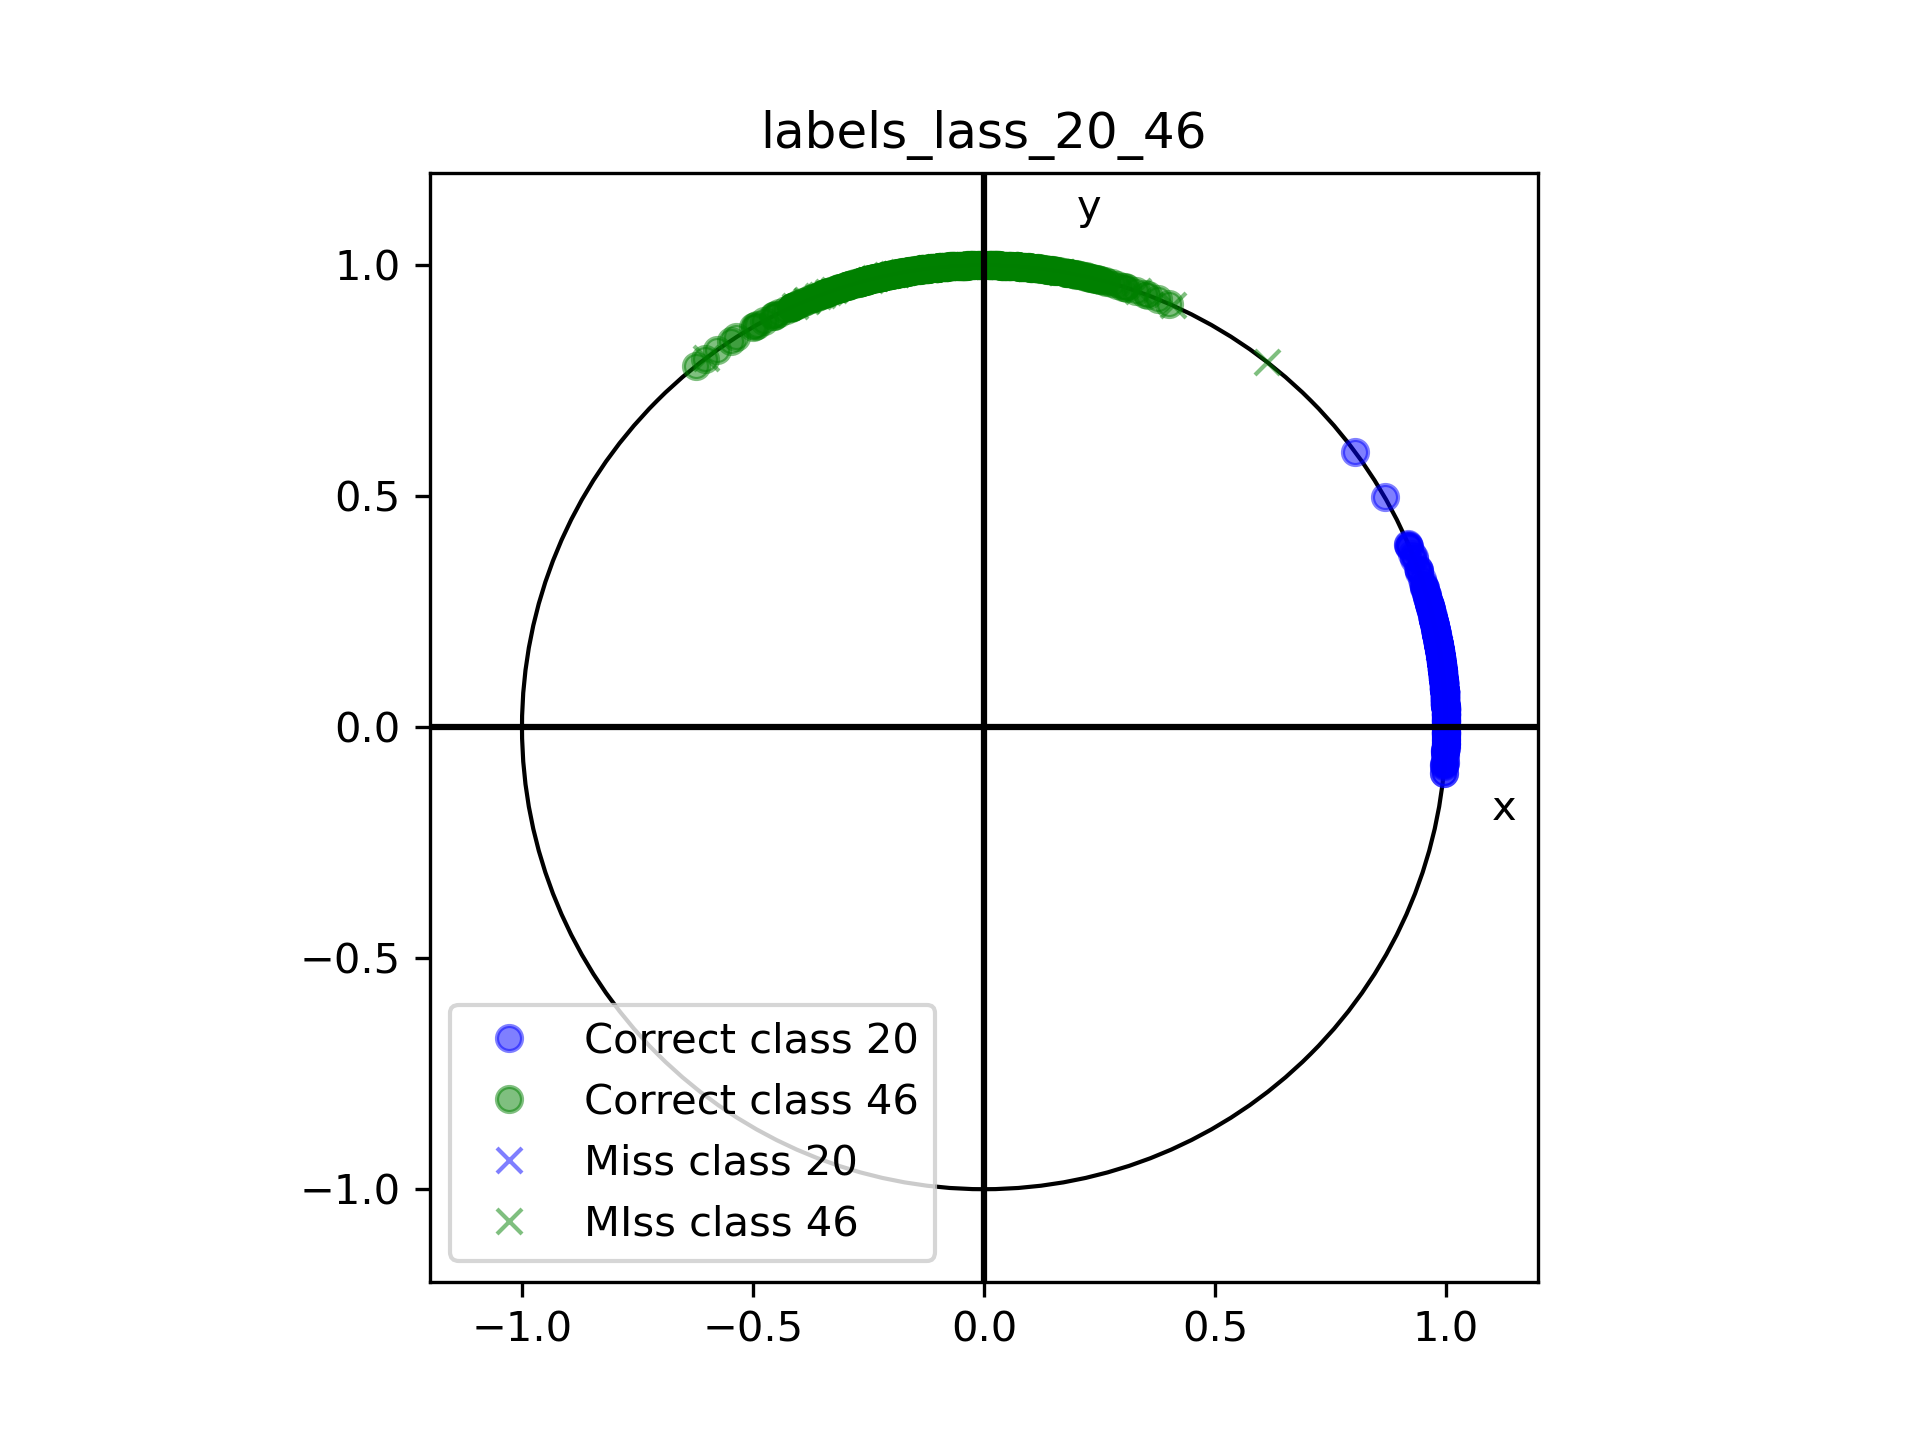 labels_lass_20_46
y
1.0
0.5
0.0
−0.5
−1.0
x
Correct class 20
Correct class 46
Miss class 20
MIss class 46
−1.0 −0.5 0.0 0.5 1.0